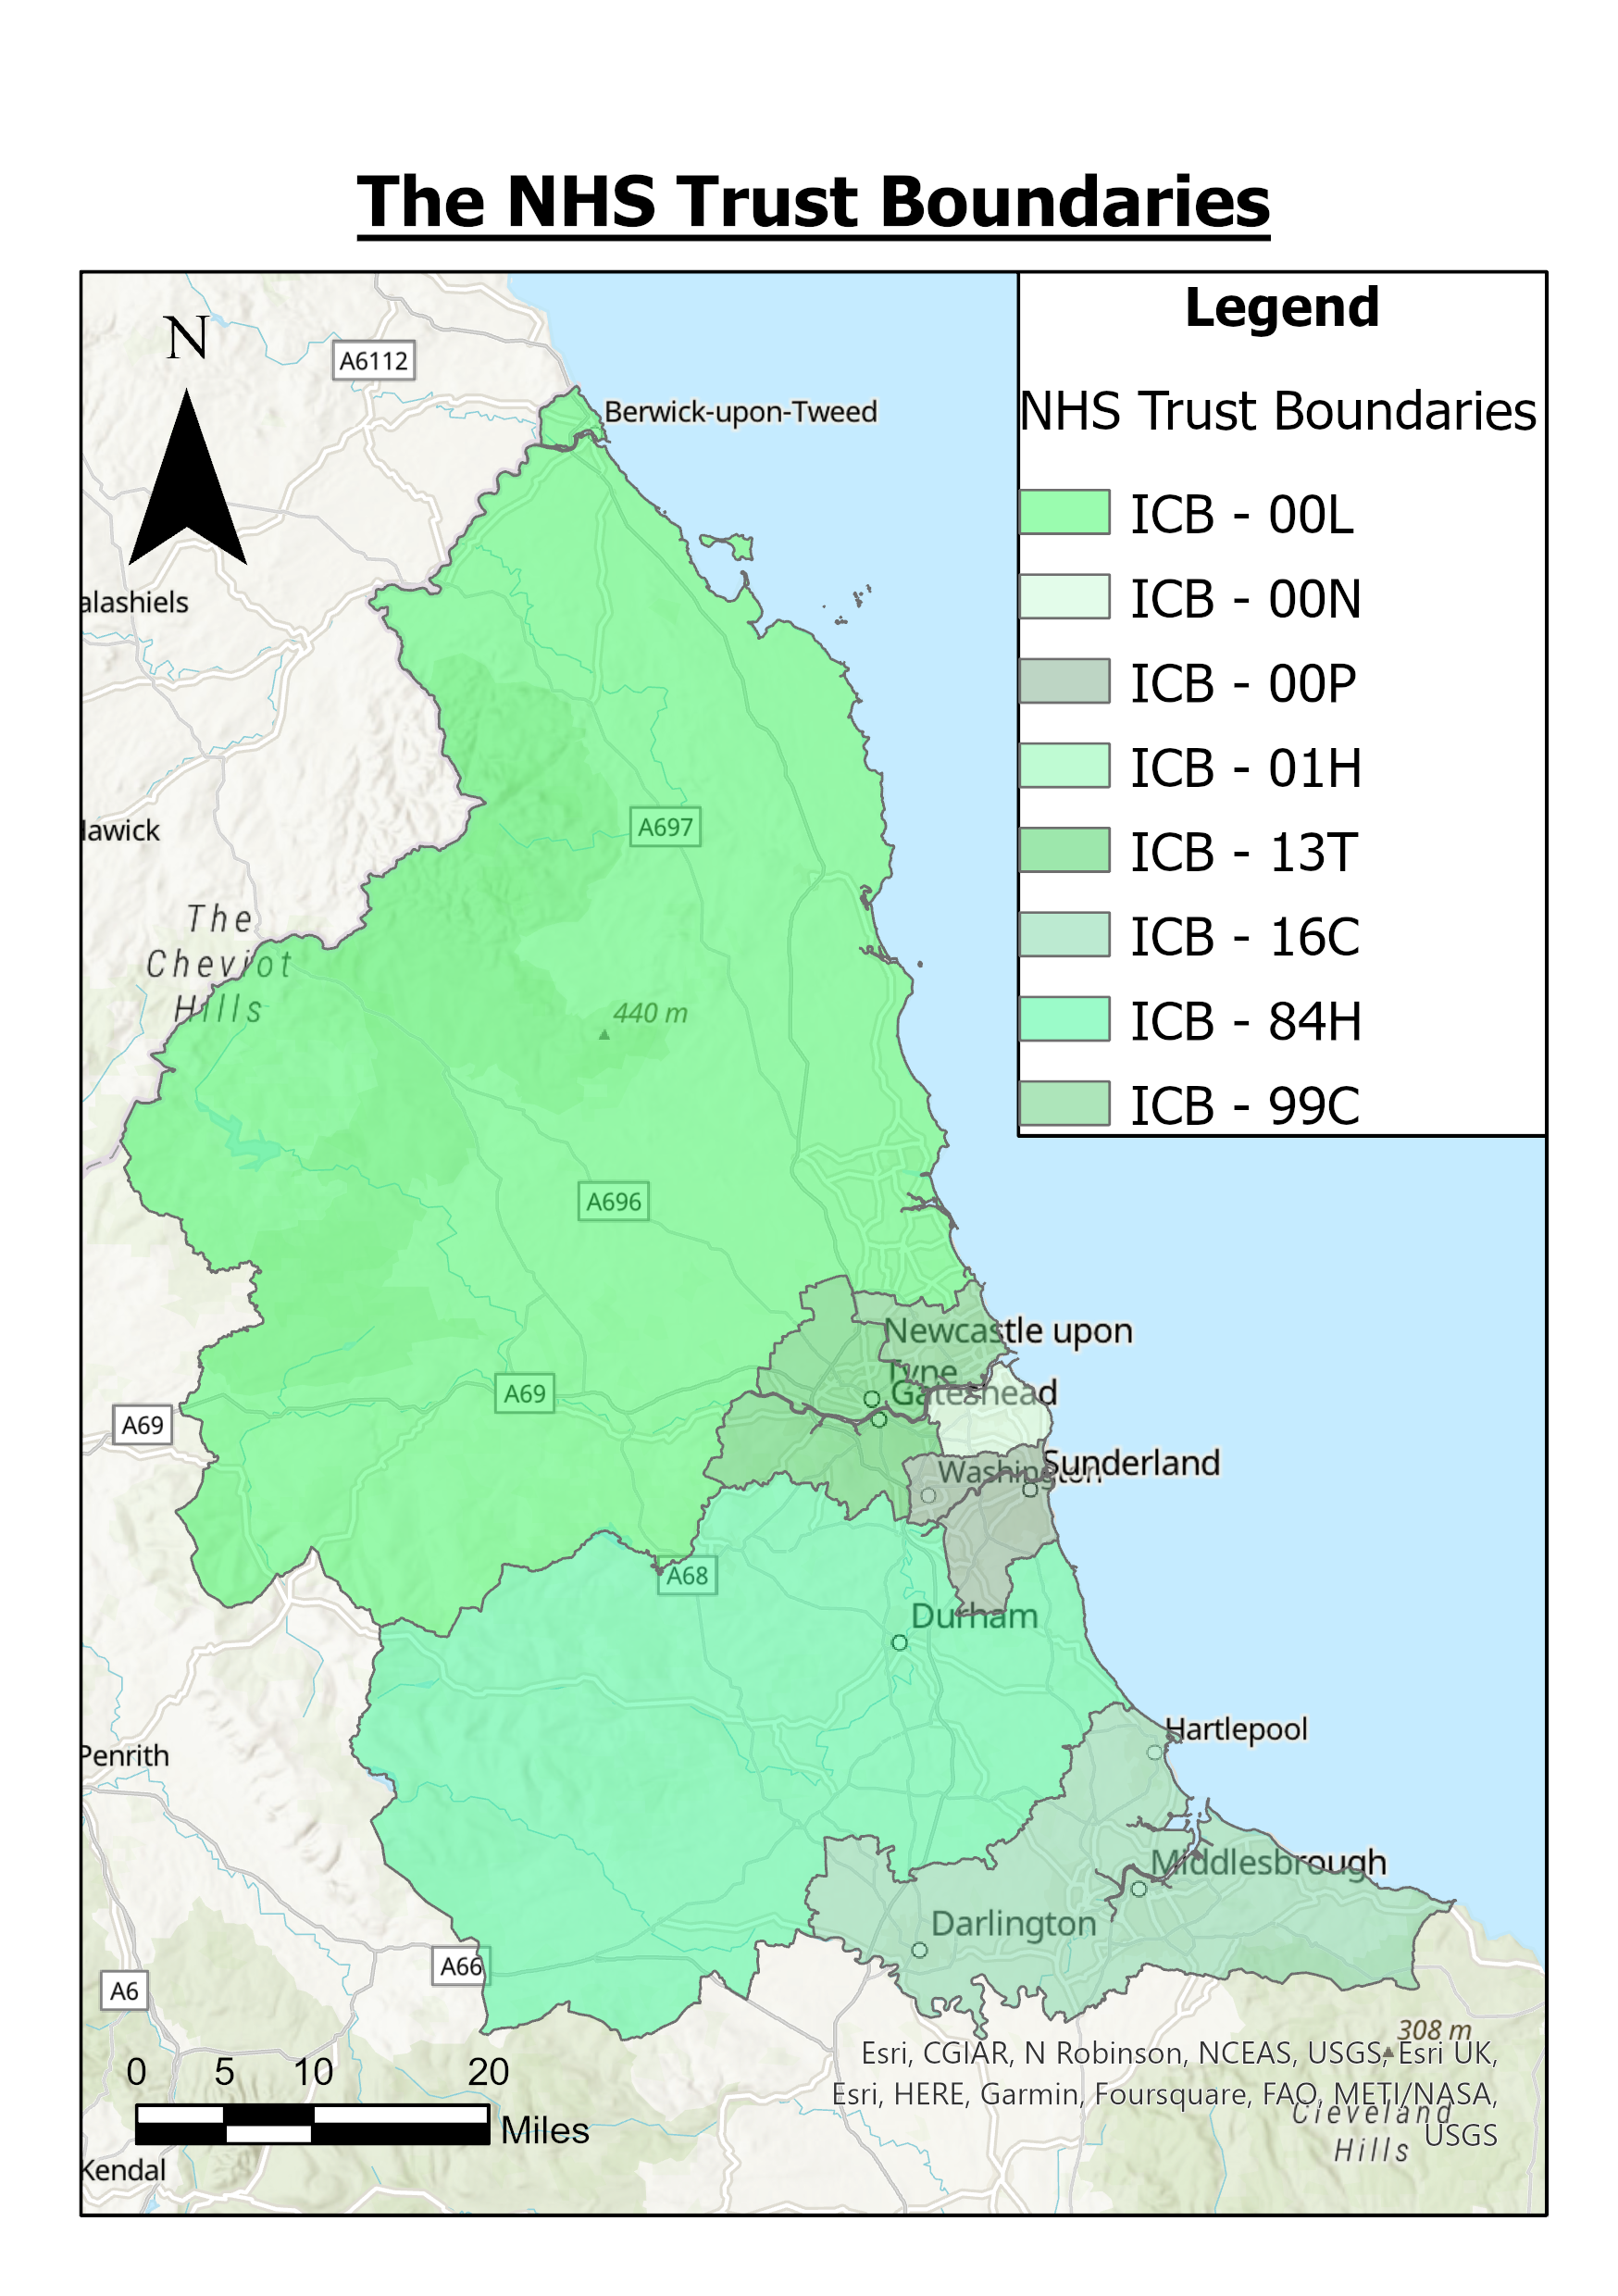 The NHS Trust Boundaries
Legend
NHS Trust Boundaries
ICB - 00L
ICB - 00N
ICB - 00P
ICB - 01H
ICB - 13T
ICB - 16C
ICB - 84H
ICB - 99C
N
A6112
Berwick-upon-Tweed
alashiels
A697
awick
The
Cheviot
Hills
440 m
A696
Newcastle upon
Tyne
Gateshead
A69
A69
Sunderland
Washington
A68
Durham
Hartlepool
Penrith
Middlesbrough
Darlington
A66
A6
308 m
Cleveland
Hills
Kendal
0 5 10 20
Miles
Esri, CGIAR, N Robinson, NCEAS, USGS, Esri UK,
Esri, HERE, Garmin, Foursquare, FAO, METI/NASA,
USGS